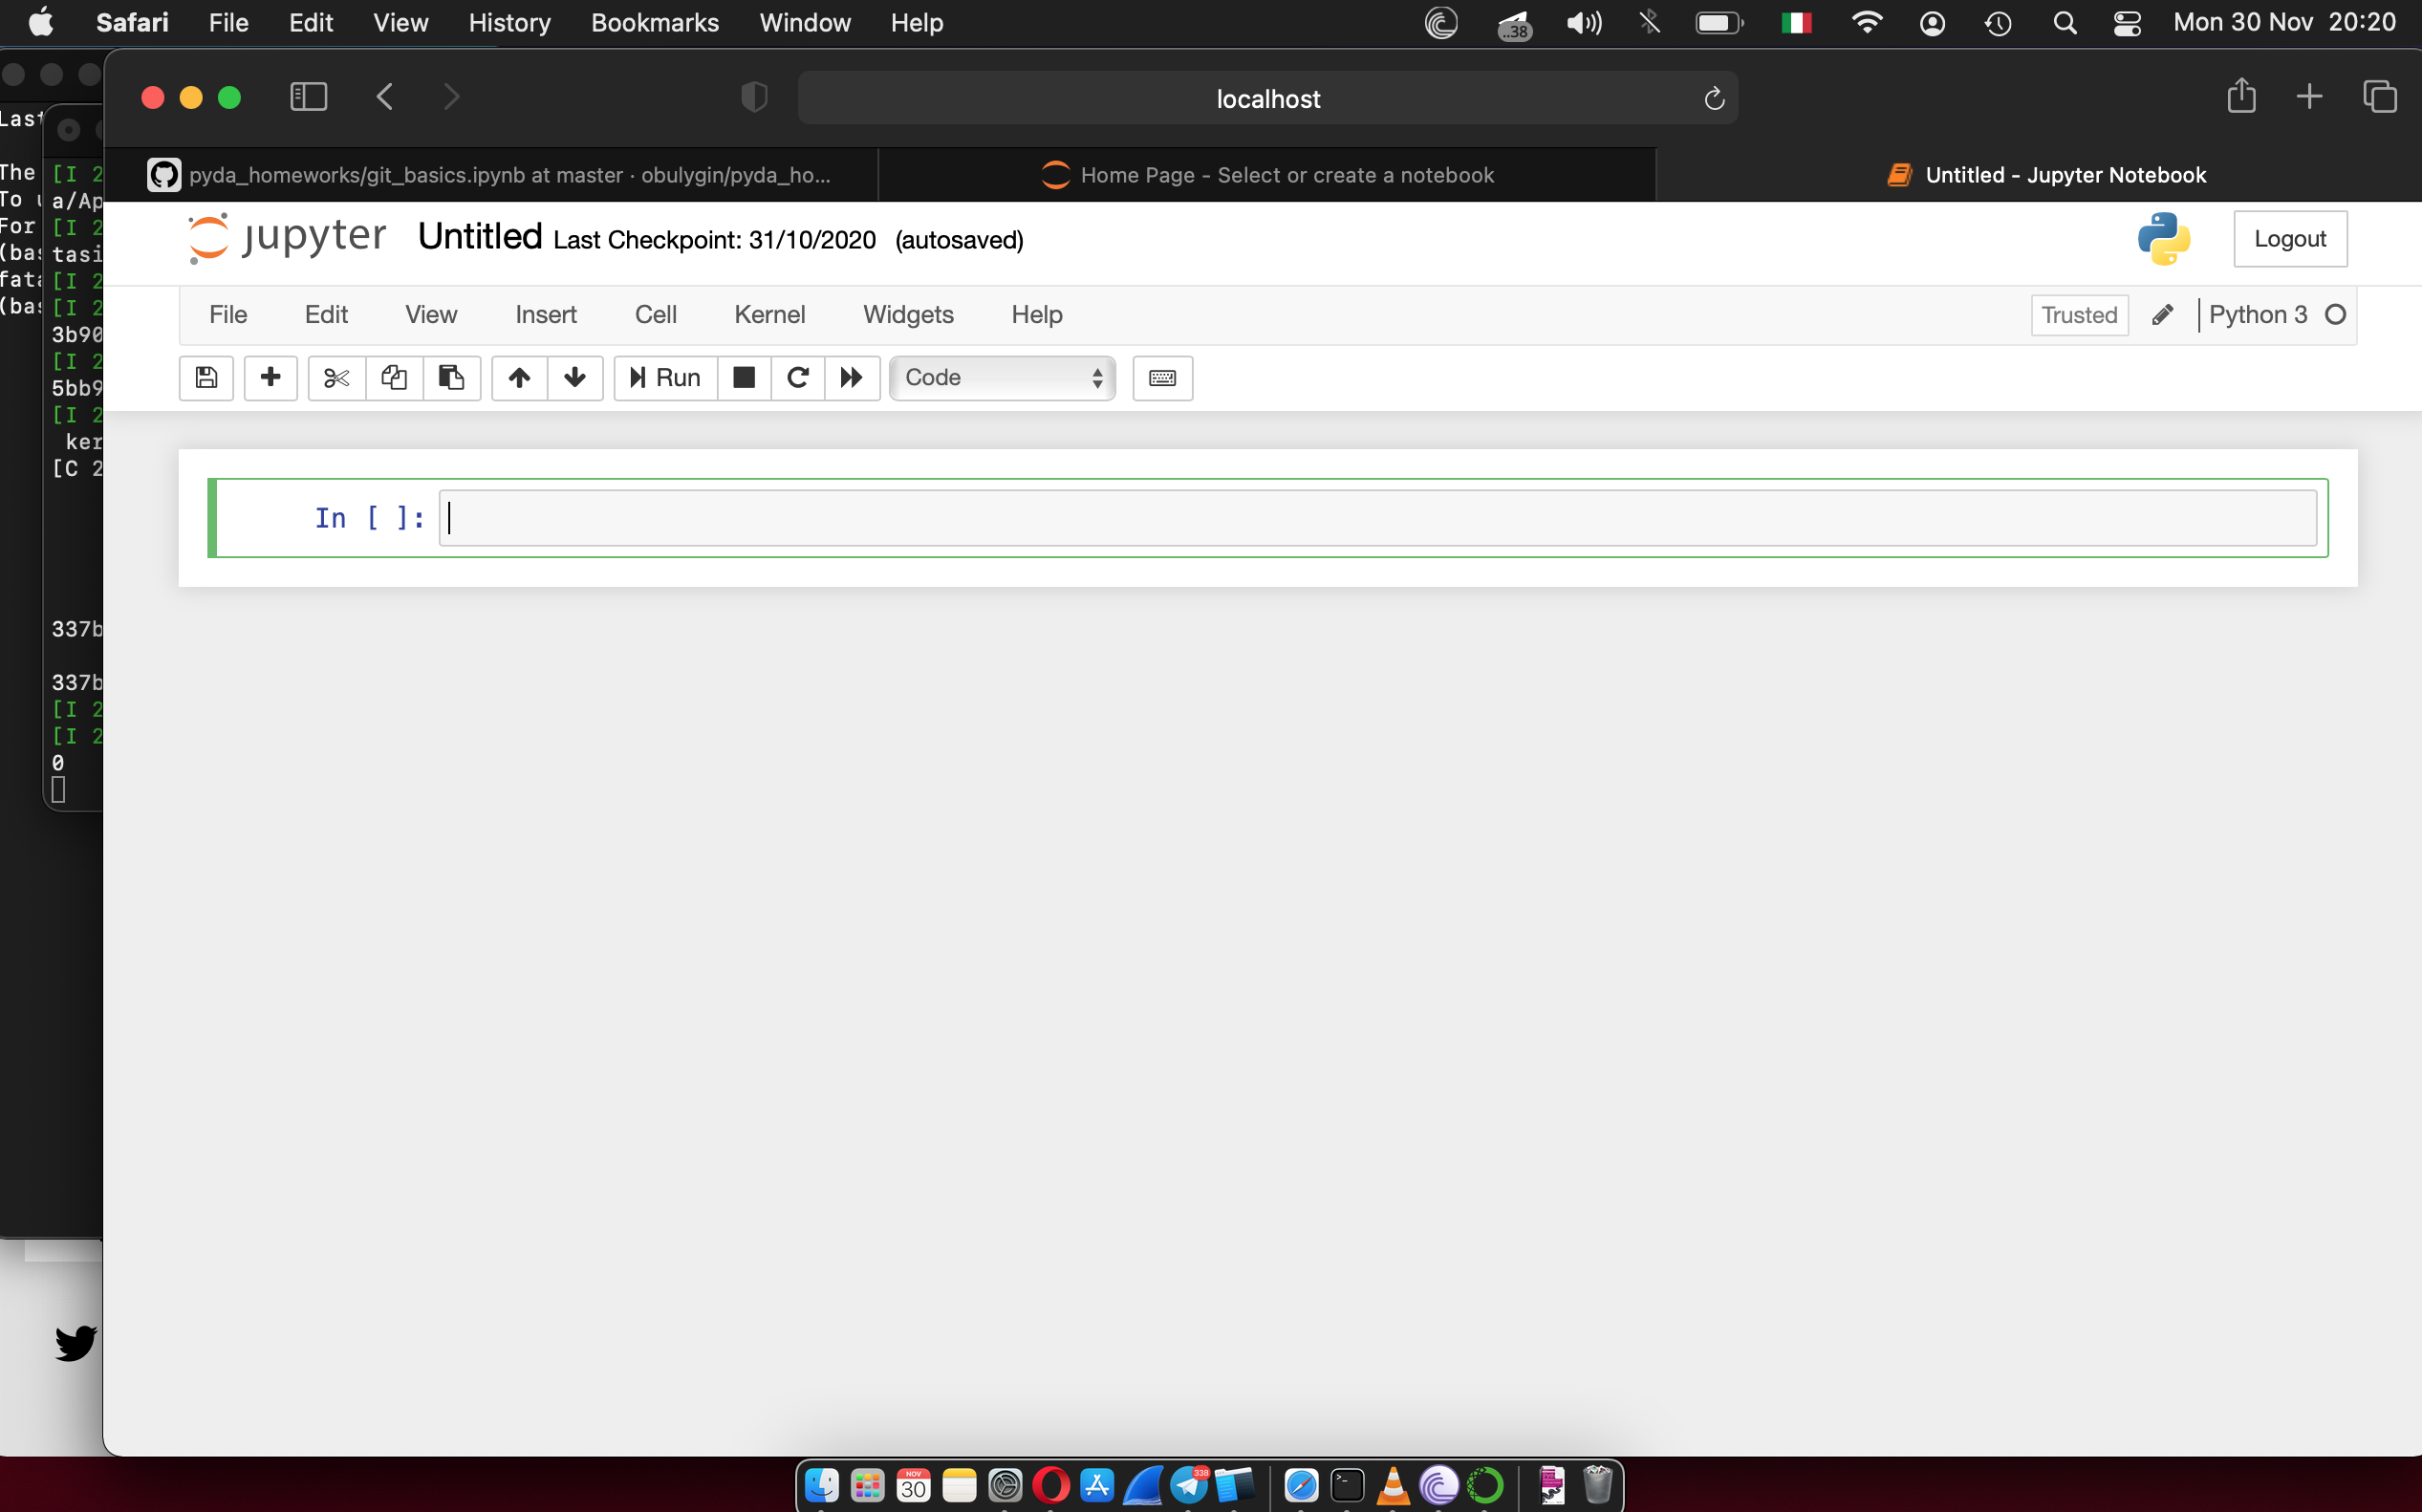 Safari File Edit View History Bookmarks Window Help ..38 Mon 30 Nov 20:20
localhost
pyda_homeworks/git_basics.ipynb at master · obulygin/pyda_ho...
Home Page - Select or create a notebook
Untitled - Jupyter Notebook
jupyter Untitled Last Checkpoint: 31/10/2020 (autosaved)
Logout
File Edit View Insert Cell Kernel Widgets Help
Trusted
Python 3
Run
Code
In [ ]:
Last
The
To u
For
(bas
fata
(bas
[I 2
a/Ap
[I 2
tasi
[I 2
[I 2
3b90
[I 2
5bb9
[I 2
ker
[C 2
337b
337b
[I 2
[I 2
0
NOV
30
338